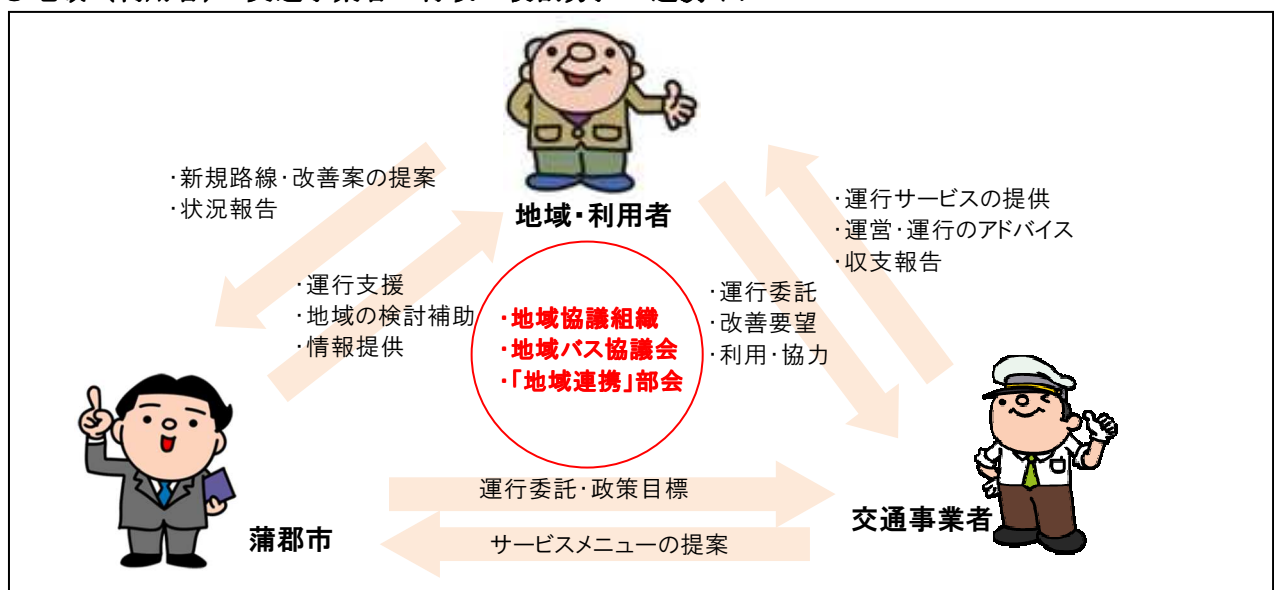 ・新規路線・改善案の提案
・状況報告
地域・利用者
・運行サービスの提供
・運営・運行のアドバイス
・収支報告
・運行支援
・地域の検討補助
・情報提供
・地域協議組織
・地域バス協議会
・「地域連携」部会
・運行委託
・改善要望
・利用・協力
運行委託・政策目標
蒲郡市
交通事業者
サービスメニューの提案